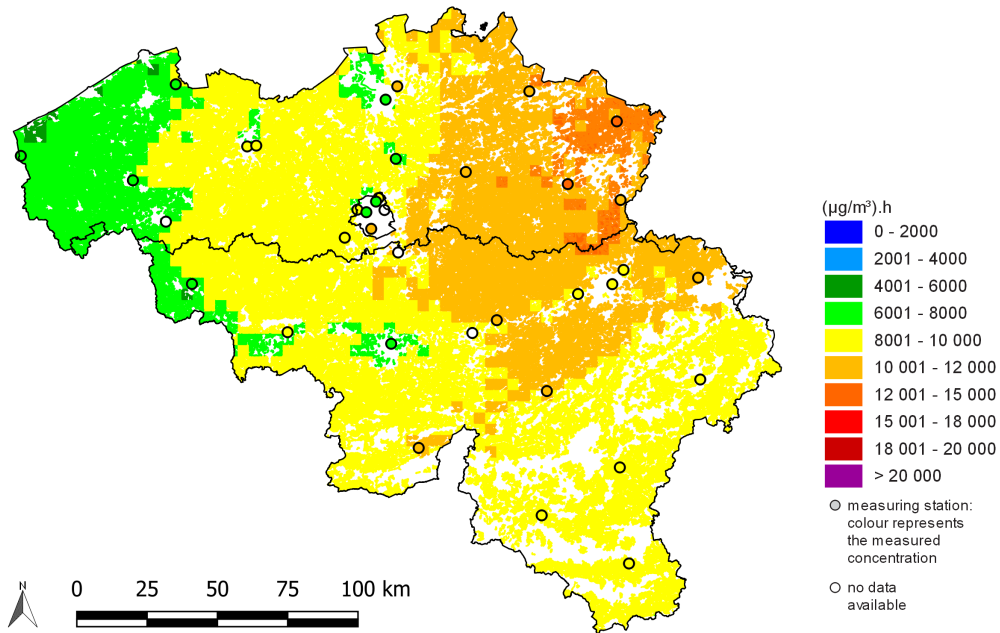 (µg/m³).h
0 - 2000
2001 - 4000
4001 - 6000
6001 - 8000
8001 - 10 000
10 001 - 12 000
12 001 - 15 000
15 001 - 18 000
18 001 - 20 000
> 20 000
measuring station:
colour represents
the measured
concentration
no data
available
N
0 25 50 75 100 km